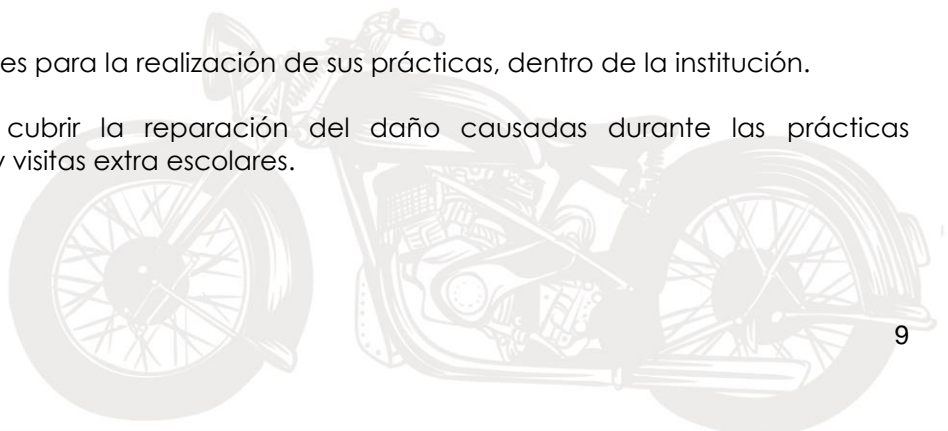 es para la realización de sus prácticas, dentro de la institución.
cubrir la reparación del daño causadas durante las prácticas
y visitas extra escolares.
9